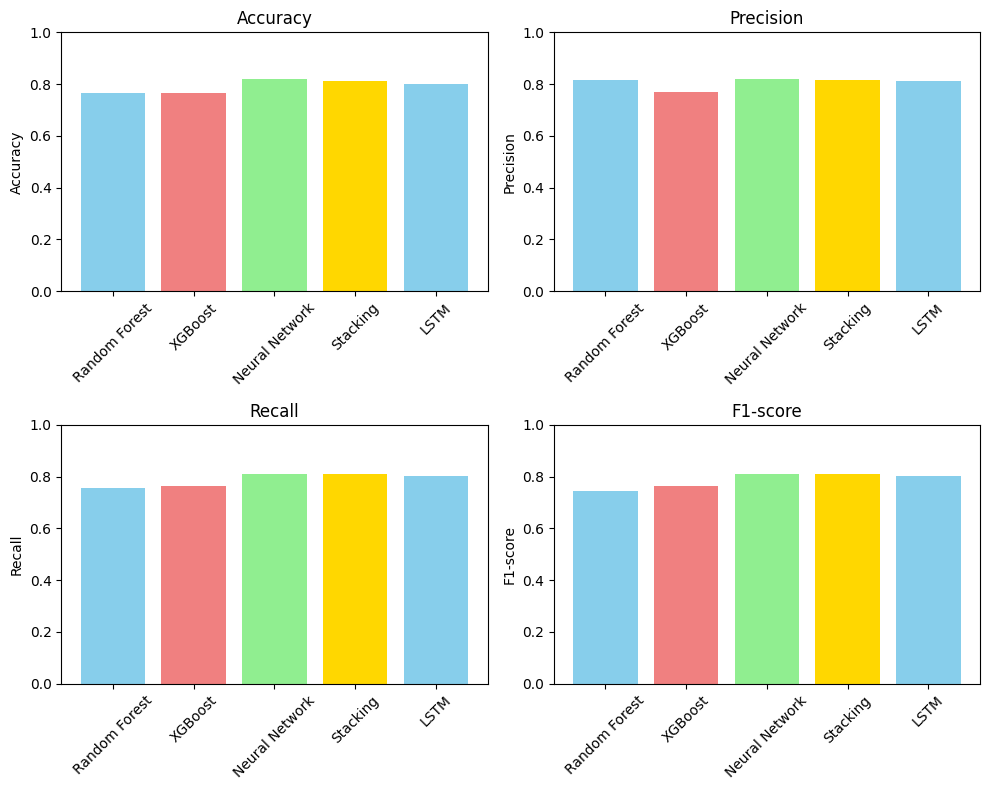 Accuracy
1.0
0.8
0.6
0.4
0.2
0.0
Accuracy
Random Forest
XGBoost
Neural Network
Stacking
LSTM
Precision
1.0
0.8
0.6
0.4
0.2
0.0
Precision
Random Forest
XGBoost
Neural Network
Stacking
LSTM
Recall
1.0
0.8
0.6
0.4
0.2
0.0
Recall
Random Forest
XGBoost
Neural Network
Stacking
LSTM
F1-score
1.0
0.8
0.6
0.4
0.2
0.0
F1-score
Random Forest
XGBoost
Neural Network
Stacking
LSTM